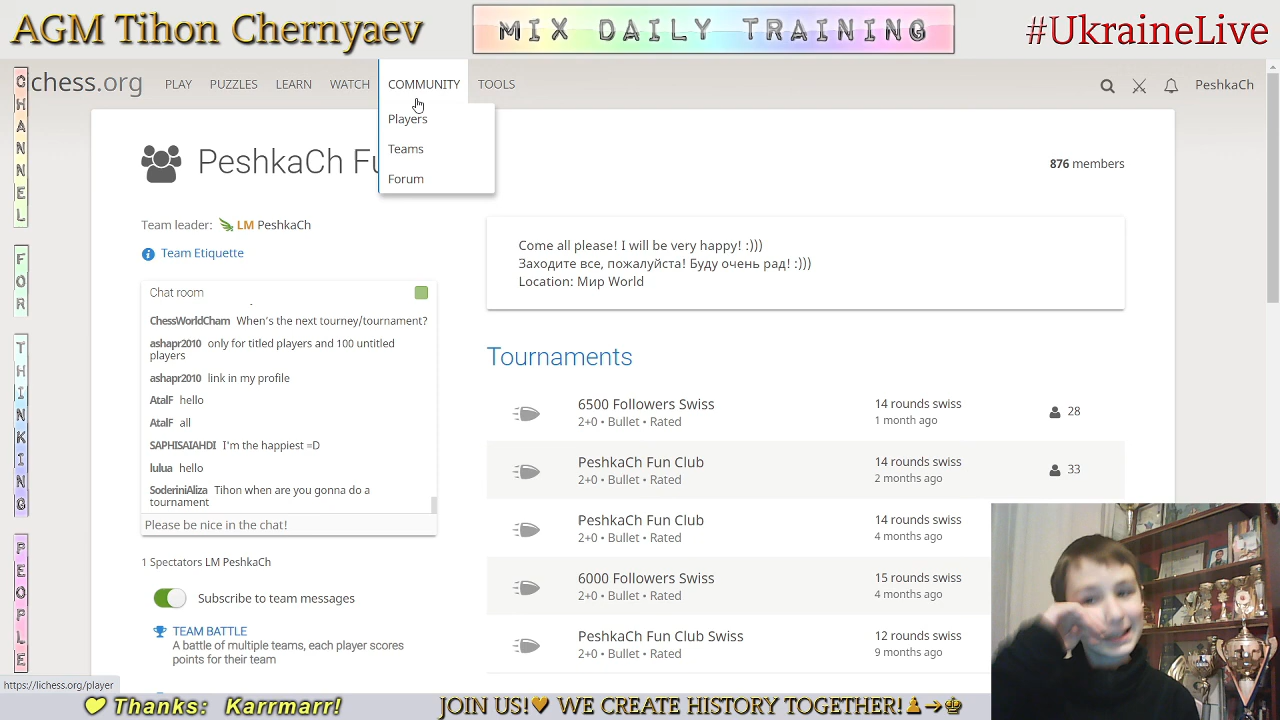 AGM Tihon Chernyaev
MIX DAILY TRAINING
#UkraineLive
CHANNEL
FOR
THINKING
PEOPLE
chess.org
PLAY
PUZZLES
LEARN
WATCH
COMMUNITY
TOOLS
PeshkaCh
Players
Teams
Forum
PeshkaCh Fu
876 members
Team leader: LM PeshkaCh
Team Etiquette
Come all please! I will be very happy! :)))
Заходите все, пожалуйста! Буду очень рад! :)))
Location: Мир World
Chat room
ChessWorldCham When's the next tourney/tournament?
ashapr2010 only for titled players and 100 untitled
players
ashapr2010 link in my profile
AtalF hello
AtalF all
SAPHISAIAHDI I'm the happiest =D
lulua hello
SoderiniAliza Tihon when are you gonna do a
tournament
Please be nice in the chat!
1 Spectators LM PeshkaCh
Subscribe to team messages
TEAM BATTLE
A battle of multiple teams, each player scores
points for their team
Tournaments
6500 Followers Swiss
2+0 • Bullet • Rated
14 rounds swiss
1 month ago
28
PeshkaCh Fun Club
2+0 • Bullet • Rated
14 rounds swiss
2 months ago
33
PeshkaCh Fun Club
2+0 • Bullet • Rated
14 rounds swiss
4 months ago
6000 Followers Swiss
2+0 • Bullet • Rated
15 rounds swiss
4 months ago
PeshkaCh Fun Club Swiss
2+0 • Bullet • Rated
12 rounds swiss
9 months ago
https://lichess.org/player
Thanks: Karrmarr!
JOIN US!🧡 WE CREATE HISTORY TOGETHER!♟→♚